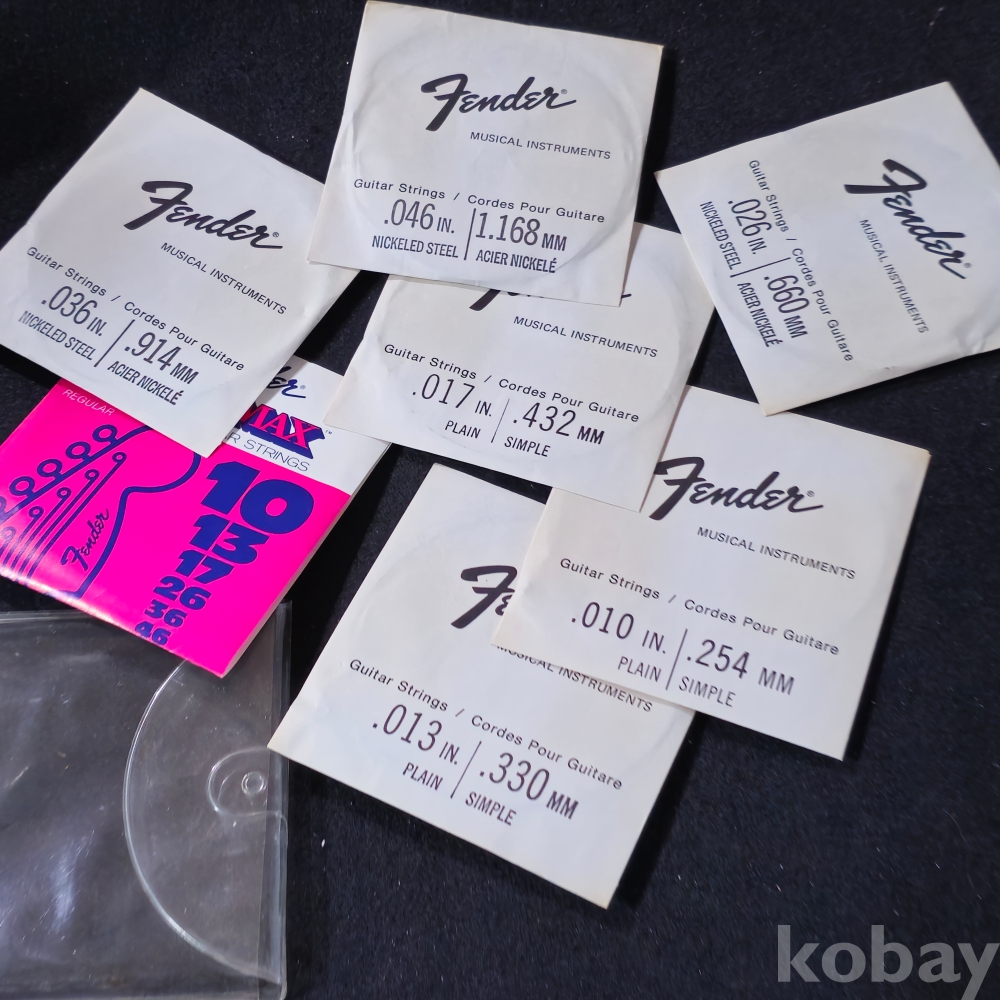 Fender®
MUSICAL INSTRUMENTS
Guitar Strings / Cordes Pour Guitare
.046 IN. 1.168 MM
NICKELED STEEL ACIER NICKELÉ
Fender®
MUSICAL INSTRUMENTS
Guitar Strings / Cordes Pour Guitare
.036 IN. .914 MM
NICKELED STEEL ACIER NICKELÉ
Fender®
MUSICAL INSTRUMENTS
Guitar Strings / Cordes Pour Guitare
.026 IN. .660 MM
NICKELED STEEL ACIER NICKELÉ
MUSICAL INSTRUMENTS
Guitar Strings / Cordes Pour Guitare
.017 IN. .432 MM
PLAIN SIMPLE
REGULAR
MAX™
STRINGS
Fender
10
13
17
26
36
46
Fender®
MUSICAL INSTRUMENTS
Guitar Strings / Cordes Pour Guitare
.010 IN. .254 MM
PLAIN SIMPLE
MUSICAL INSTRUMENTS
Guitar Strings / Cordes Pour Guitare
.013 IN. .330 MM
PLAIN SIMPLE
kobay